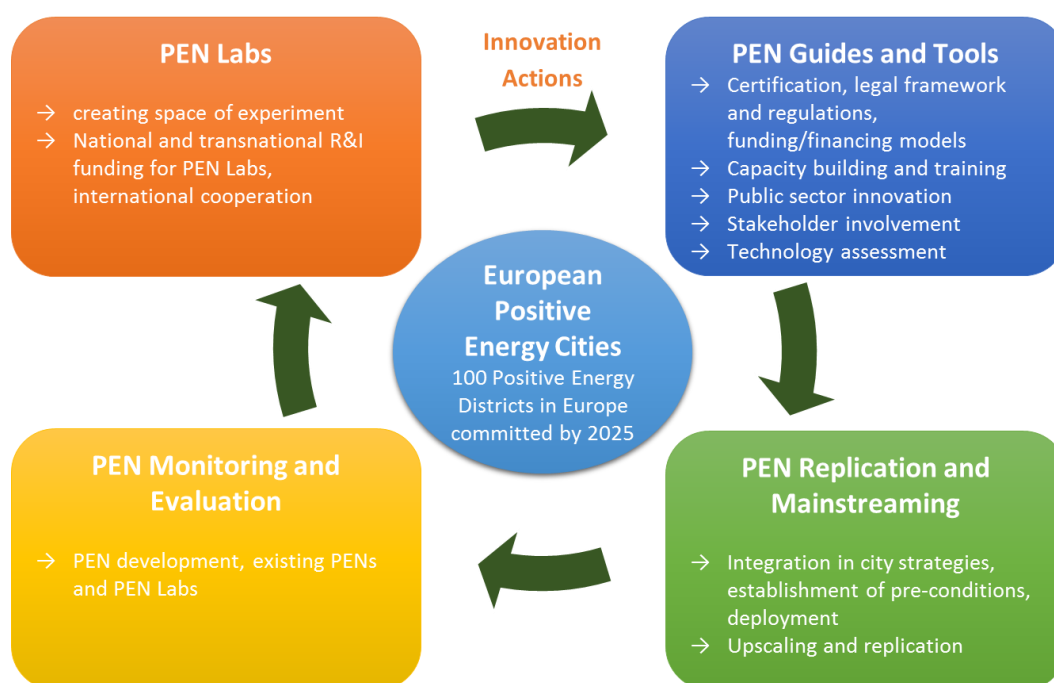 PEN Labs
→ creating space of experiment
→ National and transnational R&I
funding for PEN Labs,
international cooperation
Innovation
Actions
PEN Guides and Tools
→ Certification, legal framework
and regulations,
funding/financing models
→ Capacity building and training
→ Public sector innovation
→ Stakeholder involvement
→ Technology assessment
European
Positive
Energy Cities
100 Positive Energy
Districts in Europe
committed by 2025
PEN Monitoring and
Evaluation
→ PEN development, existing PENs
and PEN Labs
PEN Replication and
Mainstreaming
→ Integration in city strategies,
establishment of pre-conditions,
deployment
→ Upscaling and replication